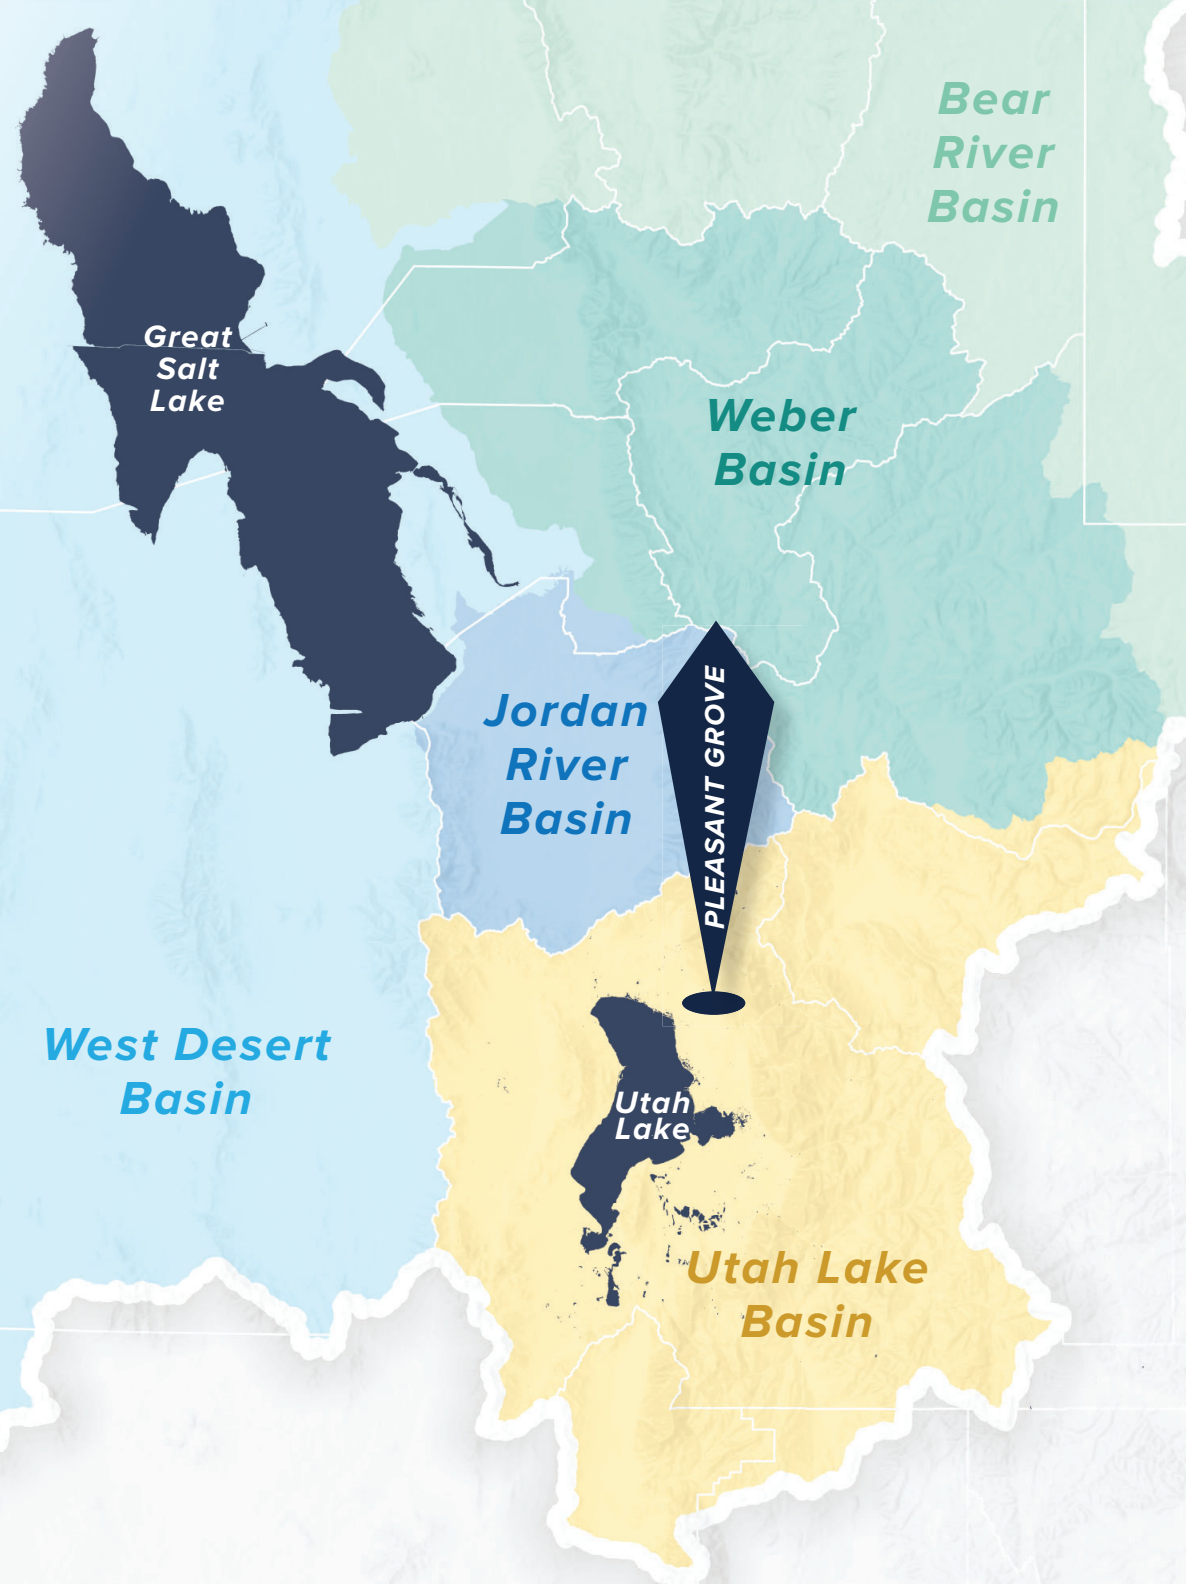 Bear
River
Basin
Great
Salt
Lake
Weber
Basin
Jordan
River
Basin
PLEASANT GROVE
West Desert
Basin
Utah
Lake
Utah Lake
Basin